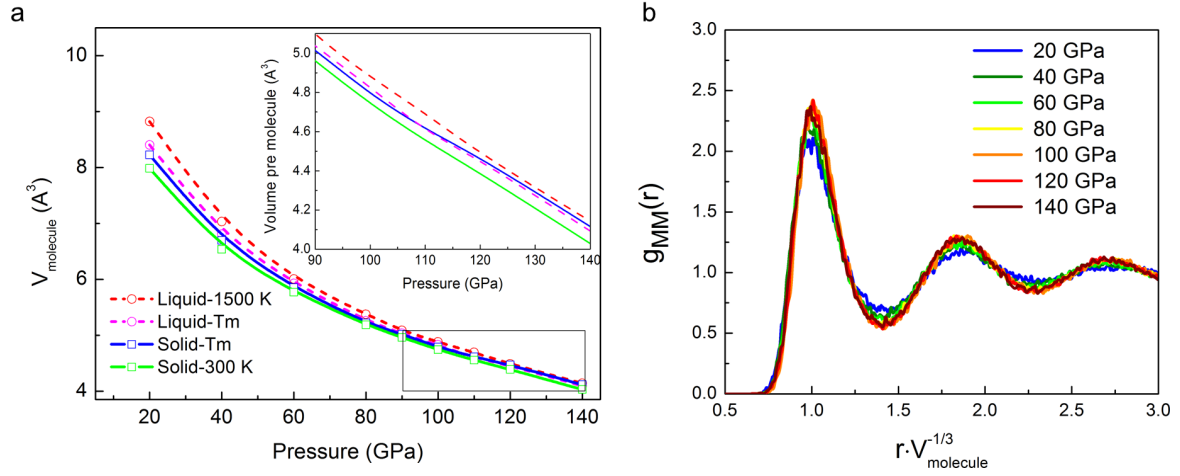 a
10
8
6
4
20
40
60
80
100
120
140
V_molecule (A³)
Pressure (GPa)
Liquid-1500 K
Liquid-Tm
Solid-Tm
Solid-300 K
5.0
4.8
4.6
4.4
4.2
4.0
90
100
110
120
130
140
Volume pre molecule (A³)
Pressure (GPa)
b
3.0
2.5
2.0
1.5
1.0
0.5
0.0
0.5
1.0
1.5
2.0
2.5
3.0
g_MM(r)
r·V_molecule^-1/3
20 GPa
40 GPa
60 GPa
80 GPa
100 GPa
120 GPa
140 GPa